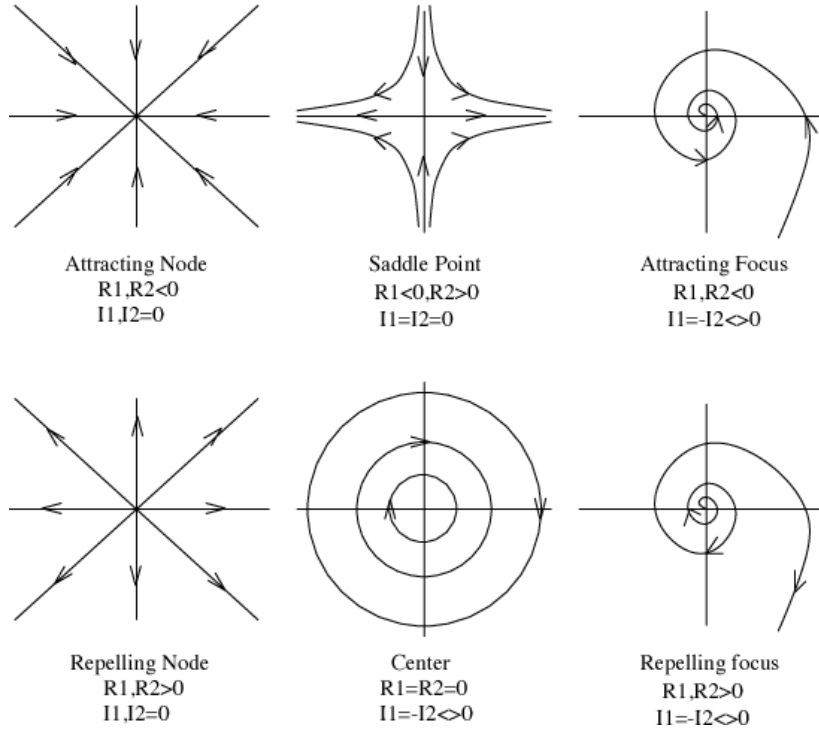 Attracting Node
R1,R2<0
I1,I2=0
Saddle Point
R1<0,R2>0
I1=I2=0
Attracting Focus
R1,R2<0
I1=-I2<>0
Repelling Node
R1,R2>0
I1,I2=0
Center
R1=R2=0
I1=-I2<>0
Repelling focus
R1,R2>0
I1=-I2<>0